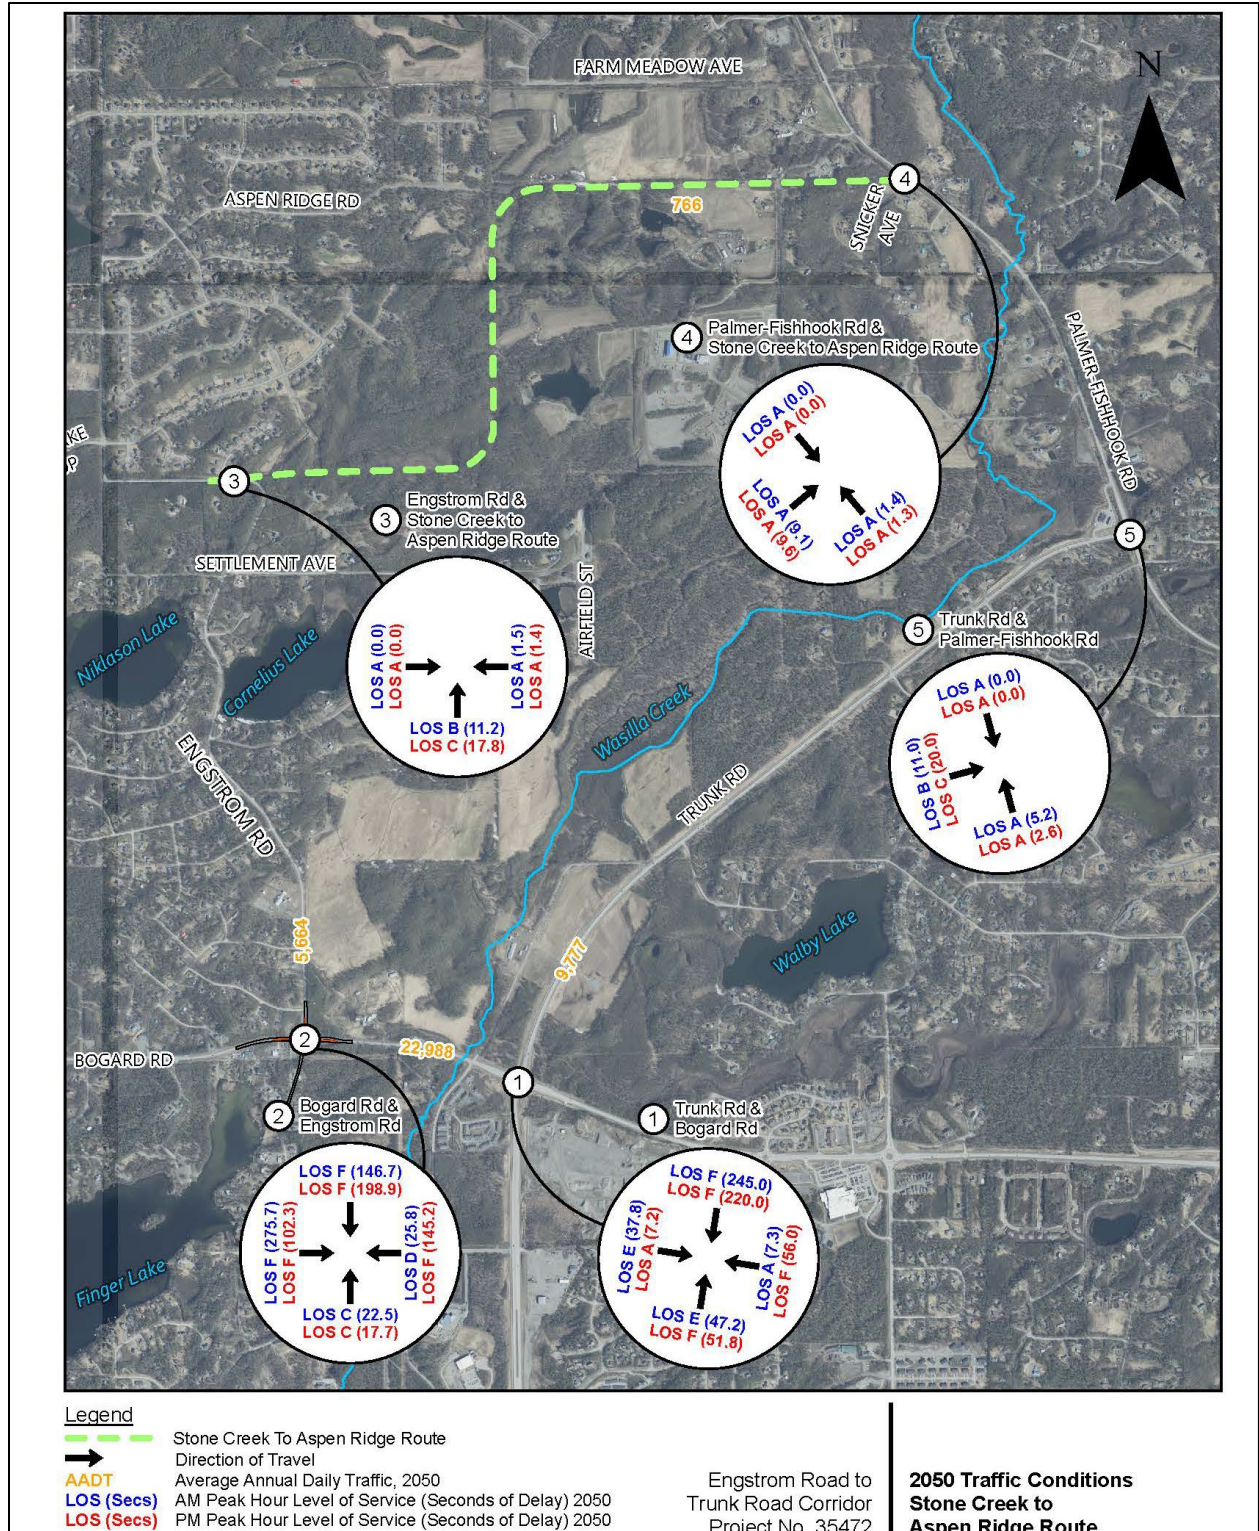 FARM MEADOW AVE
N
ASPEN RIDGE RD
766
4
SNICKER
AVE
PALMER-FISHHOOK RD
4
Palmer-Fishhook Rd &
Stone Creek to Aspen Ridge Route
LOS A (0.0)
LOS A (0.0)
LOS A (9.1)
LOS A (9.6)
LOS A (1.4)
LOS A (1.3)
3
3
Engstrom Rd &
Stone Creek to
Aspen Ridge Route
SETTLEMENT AVE
AIRFIELD ST
LOS A (0.0)
LOS A (0.0)
LOS A (1.5)
LOS A (1.4)
LOS B (11.2)
LOS C (17.8)
5
5
Trunk Rd &
Palmer-Fishhook Rd
LOS A (0.0)
LOS A (0.0)
LOS B (11.0)
LOS C (20.0)
LOS A (5.2)
LOS A (2.6)
Niklason Lake
Cornelius Lake
Wasilla Creek
ENGSTROM RD
TRUNK RD
Walby Lake
5,664
9,777
BOGARD RD
2
22,988
1
2
Bogard Rd &
Engstrom Rd
1
Trunk Rd &
Bogard Rd
LOS F (146.7)
LOS F (198.9)
LOS F (275.7)
LOS F (102.3)
LOS D (25.8)
LOS F (145.2)
LOS C (22.5)
LOS C (17.7)
LOS F (245.0)
LOS F (220.0)
LOS E (37.8)
LOS A (7.2)
LOS A (7.3)
LOS F (56.0)
LOS E (47.2)
LOS F (51.8)
Finger Lake
Legend
Stone Creek To Aspen Ridge Route
Direction of Travel
AADT Average Annual Daily Traffic, 2050
LOS (Secs) AM Peak Hour Level of Service (Seconds of Delay) 2050
LOS (Secs) PM Peak Hour Level of Service (Seconds of Delay) 2050
Engstrom Road to
Trunk Road Corridor
Project No. 35472
2050 Traffic Conditions
Stone Creek to
Aspen Ridge Route